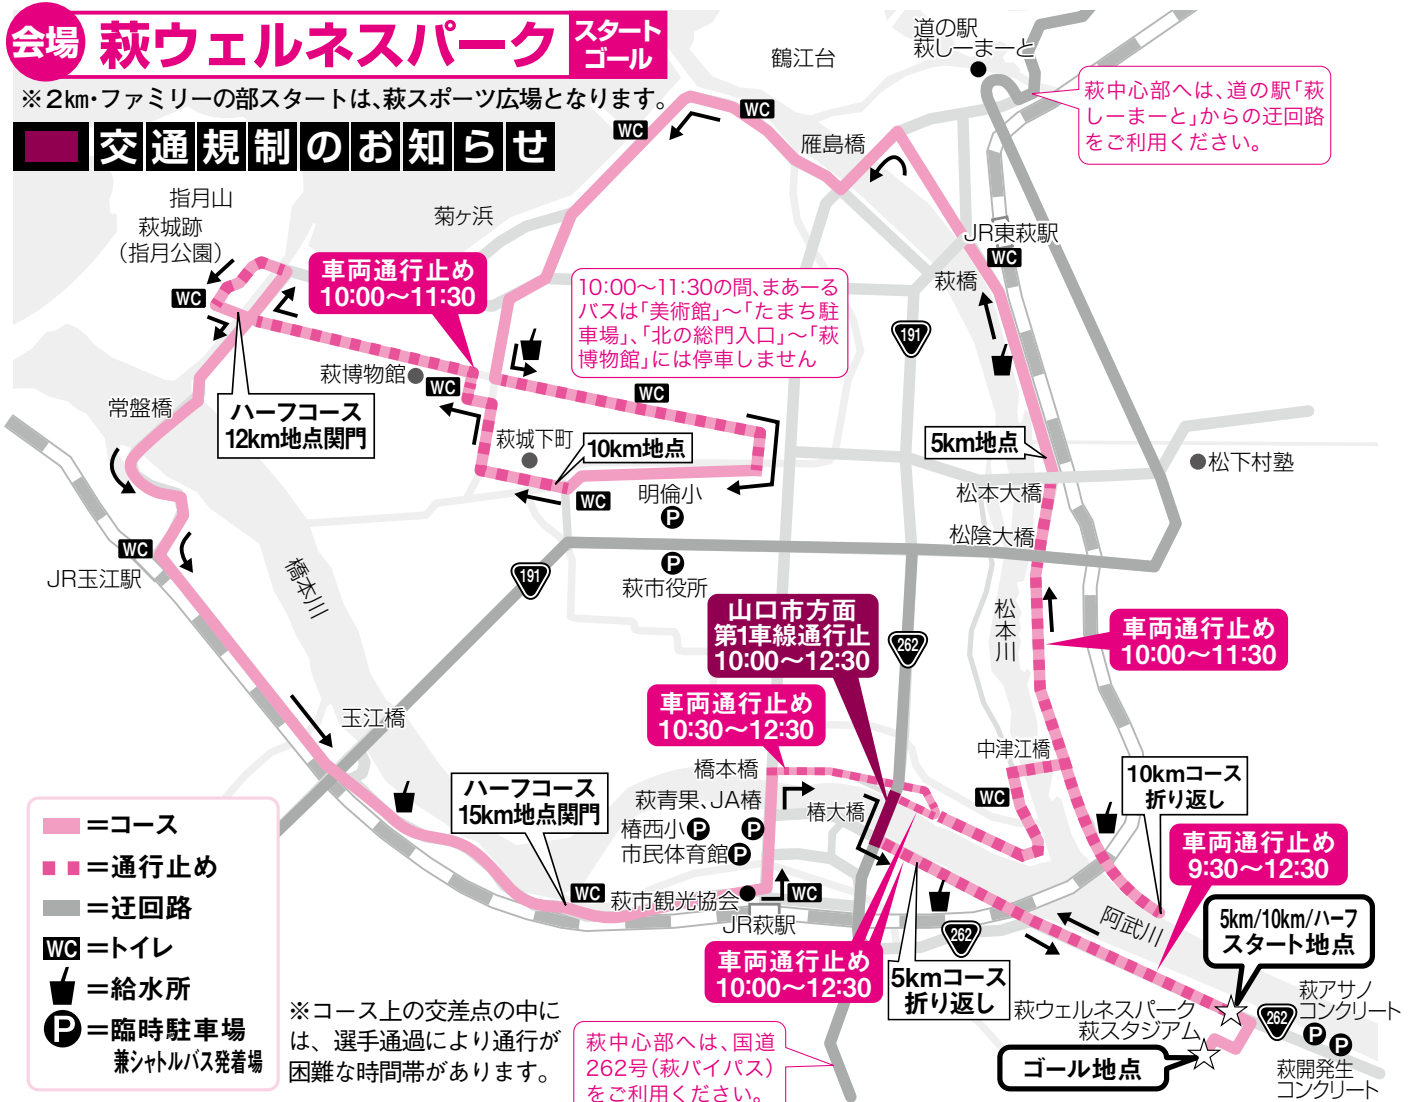 会場 萩ウェルネスパーク スタート
ゴール
※2km・ファミリーの部スタートは、萩スポーツ広場となります。
交通規制のおしらせ
道の駅
萩しーまーと
鶴江台
萩中心部へは、道の駅「萩
しーまーと」からの迂回路
をご利用ください。
WC
WC
雁島橋
指月山
萩城跡
(指月公園)
菊ヶ浜
JR東萩駅
WC
萩橋
WC
車両通行止め
10:00～11:30
10:00～11:30の間、まあーる
バスは「美術館」～「たまち駐
車場」、「北の総門入口」～「萩
博物館」には停車しません
191
萩博物館
WC
WC
常盤橋
ハーフコース
12km地点関門
萩城下町
10km地点
5km地点
松下村塾
WC
明倫小
P
松本大橋
松陰大橋
WC
JR玉江駅
橋本川
191
P
萩市役所
山口市方面
第1車線通行止
10:00～12:30
262
松本川
車両通行止め
10:00～11:30
車両通行止め
10:30～12:30
玉江橋
中津江橋
橋本橋
ハーフコース
15km地点関門
萩青果、JA椿
椿西小P
P
市民体育館P
椿大橋
WC
10kmコース
折り返し
車両通行止め
9:30～12:30
WC
萩市観光協会
WC
JR萩駅
阿武川
262
5km/10km/ハーフ
スタート地点
車両通行止め
10:00～12:30
5kmコース
折り返し
萩ウェルネスパーク
萩スタジアム
262
萩アサノ
コンクリート
P P
ゴール地点
萩開発生
コンクリート
=コース
=通行止め
=迂回路
WC=トイレ
=給水所
P=臨時駐車場
兼シャトルバス発着場
※コース上の交差点の中に
は、選手通過により通行が
困難な時間帯があります。
萩中心部へは、国道
262号(萩バイパス)
をご利用ください。